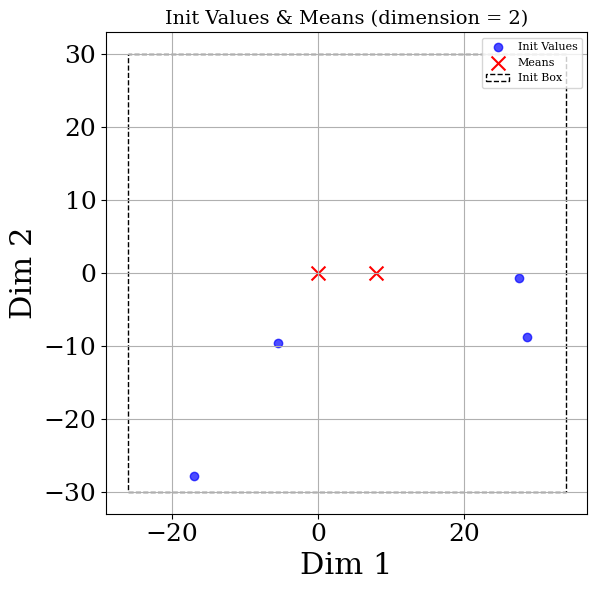 Init Values & Means (dimension = 2)
Init Values
Means
Init Box
30
20
10
0
−10
−20
−30
Dim 2
−20
0
20
Dim 1